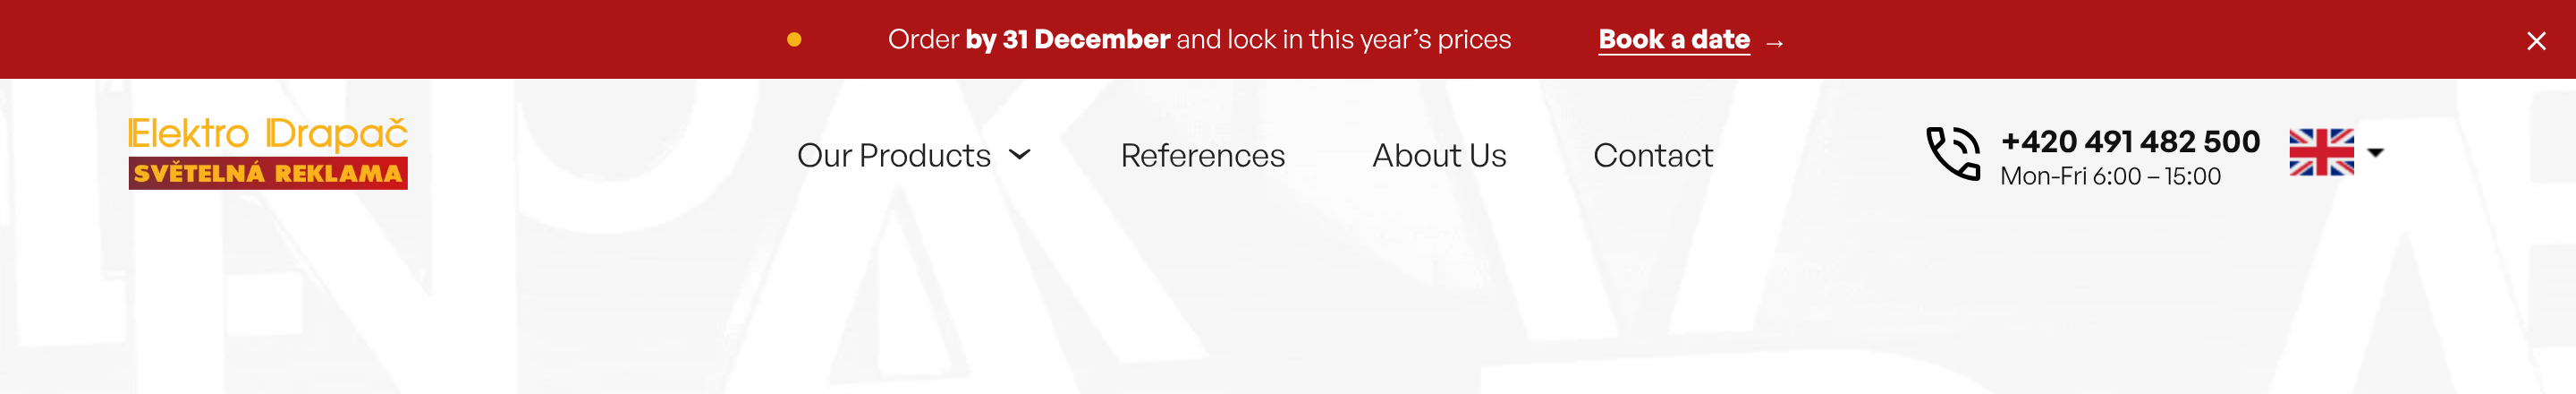 Order by 31 December and lock in this year’s prices Book a date →
Elektro Drapač
SVĚTELNÁ REKLAMA
Our Products References About Us Contact
+420 491 482 500
Mon-Fri 6:00 – 15:00